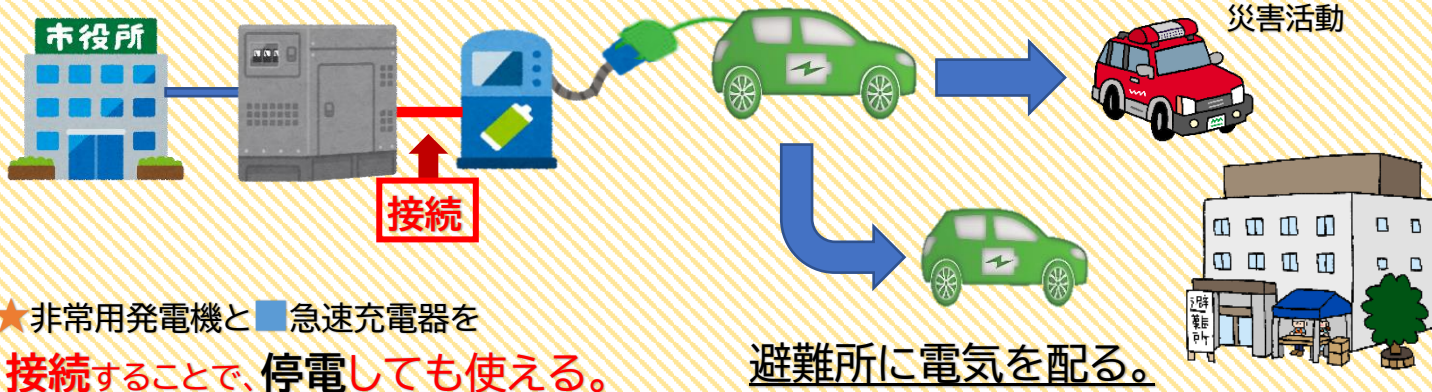 市役所
災害活動
接続
避難所
★非常用発電機と■急速充電器を
接続することで、停電しても使える。
避難所に電気を配る。